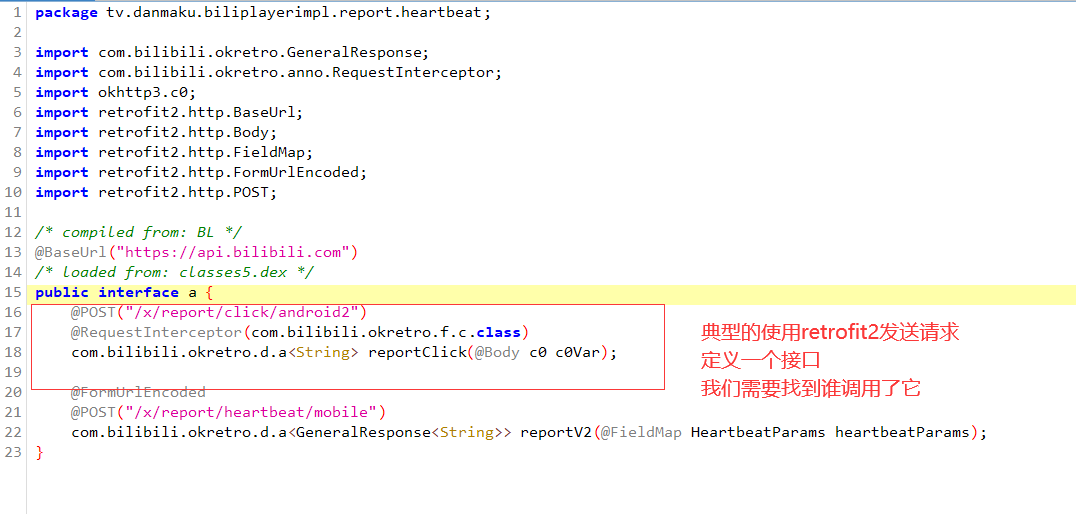 1 package tv.danmaku.biliplayerimpl.report.heartbeat;
2
3 import com.bilibili.okretro.GeneralResponse;
4 import com.bilibili.okretro.anno.RequestInterceptor;
5 import okhttp3.c0;
6 import retrofit2.http.BaseUrl;
7 import retrofit2.http.Body;
8 import retrofit2.http.FieldMap;
9 import retrofit2.http.FormUrlEncoded;
10 import retrofit2.http.POST;
11
12 /* compiled from: BL */
13 @BaseUrl("https://api.bilibili.com")
14 /* loaded from: classes5.dex */
15 public interface a {
16 @POST("/x/report/click/android2")
17 @RequestInterceptor(com.bilibili.okretro.f.c.class)
18 com.bilibili.okretro.d.a<String> reportClick(@Body c0 c0Var);
19
20 @FormUrlEncoded
21 @POST("/x/report/heartbeat/mobile")
22 com.bilibili.okretro.d.a<GeneralResponse<String>> reportV2(@FieldMap HeartbeatParams heartbeatParams);
23 }
典型的使用retrofit2发送请求
定义一个接口
我们需要找到谁调用了它